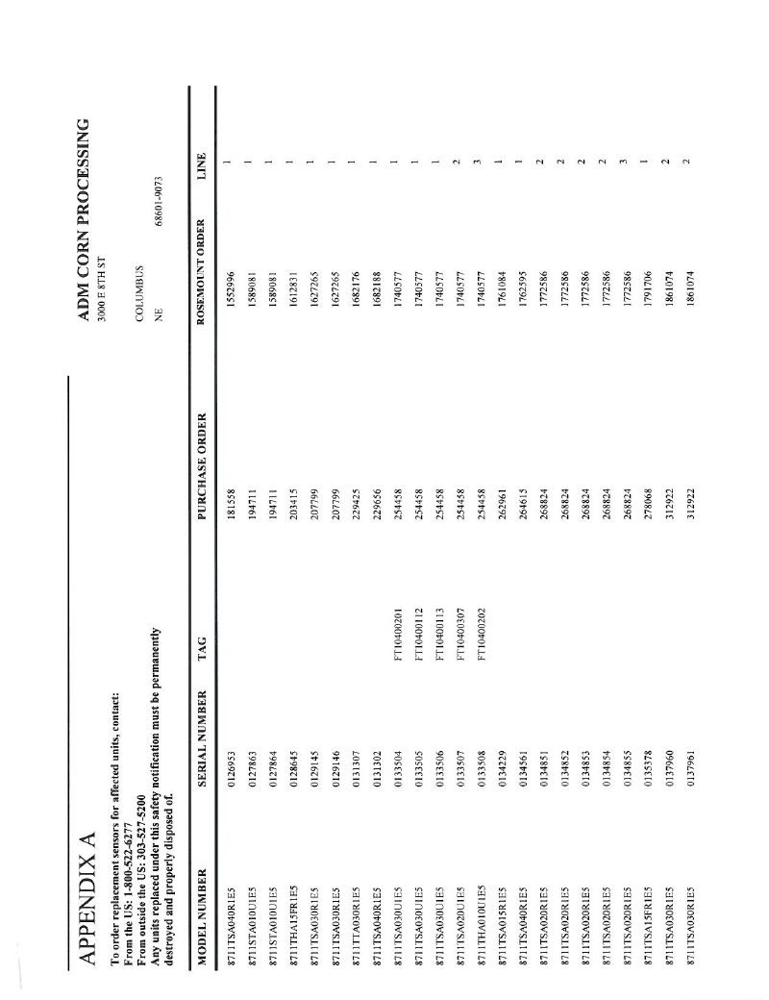 APPENDIX A
To order replacement sensors for affected units, contact:
From the US: 1-800-522-6277
From outside the US: 303-527-5200
Any units replaced under this safety notification must be permanently
destroyed and properly disposed of.
ADM CORN PROCESSING
3000 E 8TH ST
COLUMBUS
NE 68601-9073
MODEL NUMBER SERIAL NUMBER TAG PURCHASE ORDER ROSEMOUNT ORDER LINE
8711TSA040R1E5 0126953 181558 1552996 1
8711STA010U1E5 0127863 194711 1589081 1
8711STA010U1E5 0127864 194711 1589081 1
8711THA15FR1E5 0128645 203415 1612831 1
8711TSA030R1E5 0129145 207799 1627265 1
8711TSA030R1E5 0129146 207799 1627265 1
8711TTA030R1E5 0131307 229425 1682176 1
8711TSA040R1E5 0131302 229656 1682188 1
8711TSA030U1E5 0133504 FT10400201 254458 1740577 1
8711TSA030U1E5 0133505 FT10400112 254458 1740577 1
8711TSA030U1E5 0133506 FT10400113 254458 1740577 1
8711TSA020U1E5 0133507 FT10400307 254458 1740577 2
8711THA010U1E5 0133508 FT10400202 254458 1740577 3
8711TSA015R1E5 0134229 262961 1761084 1
8711TSA040R1E5 0134561 264615 1762595 1
8711TSA020R1E5 0134851 268824 1772586 2
8711TSA020R1E5 0134852 268824 1772586 2
8711TSA020R1E5 0134853 268824 1772586 2
8711TSA020R1E5 0134854 268824 1772586 2
8711TSA020R1E5 0134855 268824 1772586 3
8711TSA15FR1E5 0135378 278068 1791706 1
8711TSA030R1E5 0137960 312922 1861074 2
8711TSA030R1E5 0137961 312922 1861074 2